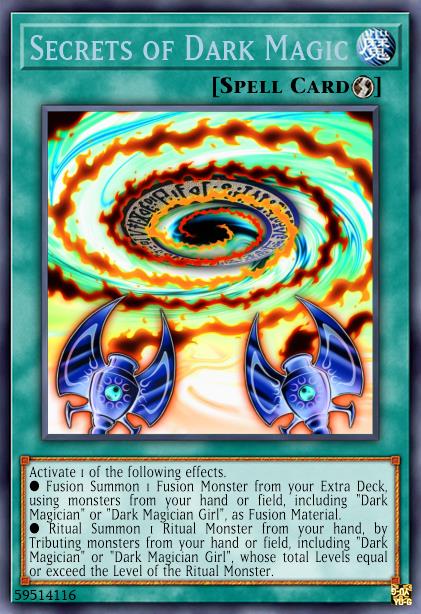 Secrets of Dark Magic
魔
[Spell Card]
Activate 1 of the following effects.
● Fusion Summon 1 Fusion Monster from your Extra Deck,
using monsters from your hand or field, including "Dark
Magician" or "Dark Magician Girl", as Fusion Material.
● Ritual Summon 1 Ritual Monster from your hand, by
Tributing monsters from your hand or field, including "Dark
Magician" or "Dark Magician Girl", whose total Levels equal
or exceed the Level of the Ritual Monster.
59514116